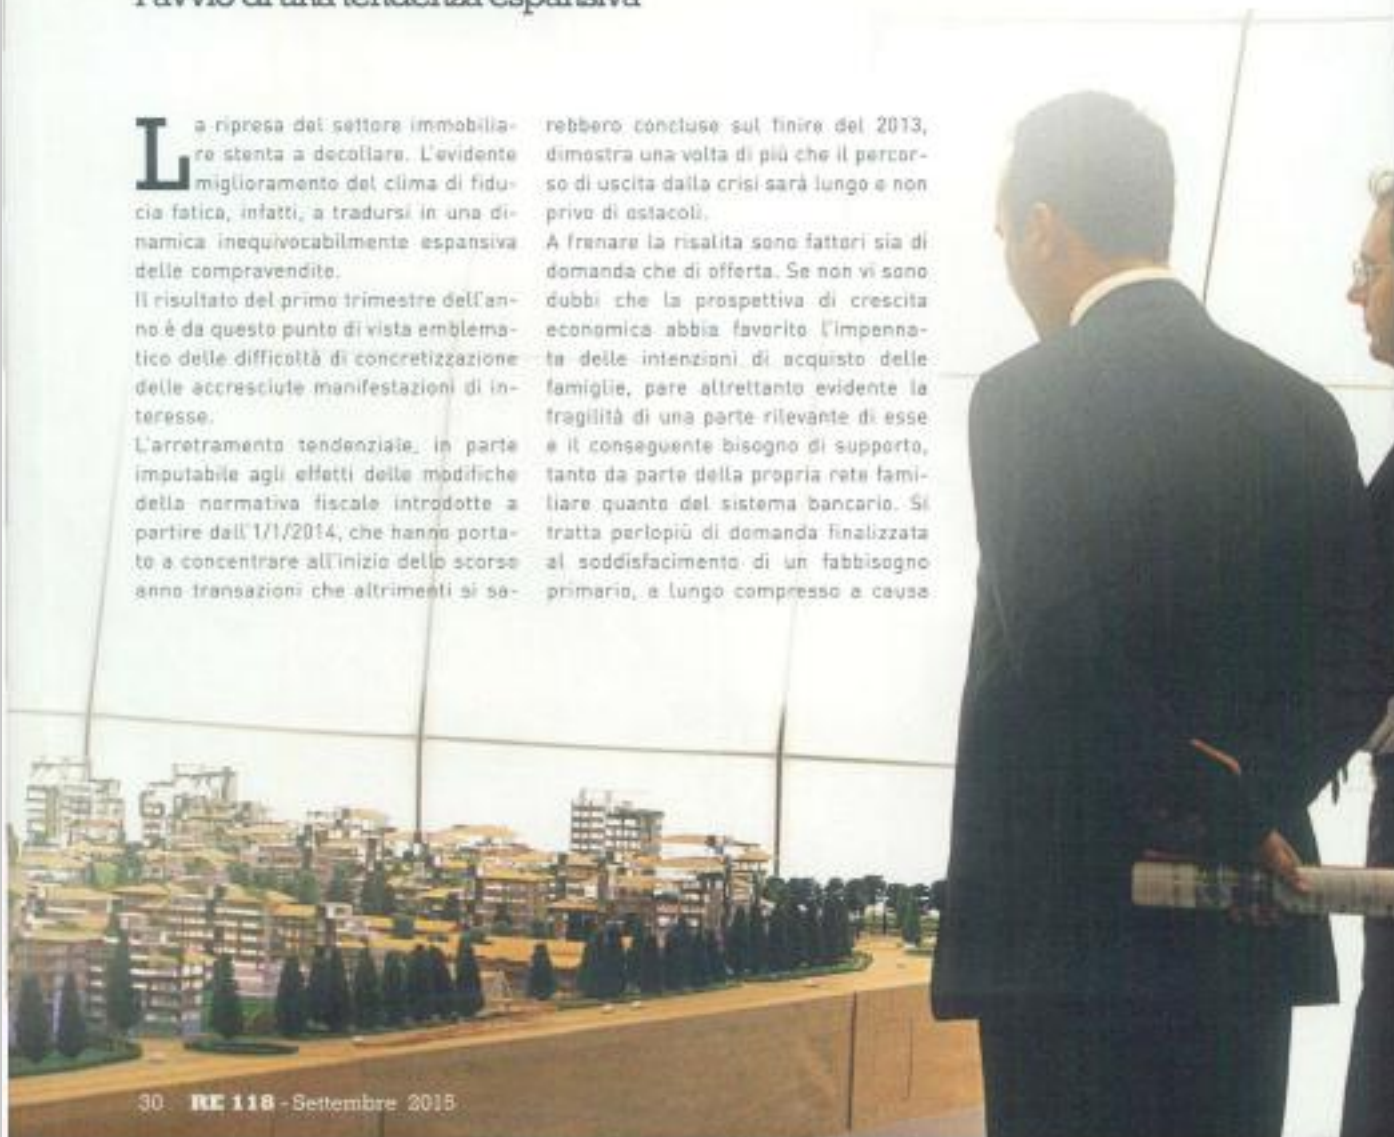 l'avvio di una tendenza espansiva
La ripresa del settore immobilia-
re stenta a decollare. L'evidente
miglioramento del clima di fidu-
cia fatica, infatti, a tradursi in una di-
namica inequivocabilmente espansiva
delle compravendite.
Il risultato del primo trimestre dell'an-
no è da questo punto di vista emblema-
tico delle difficoltà di concretizzazione
delle accresciute manifestazioni di in-
teresse.
L'arretramento tendenziale, in parte
imputabile agli effetti delle modifiche
della normativa fiscale introdotte a
partire dall'1/1/2014, che hanno porta-
to a concentrare all'inizio dello scorso
anno transazioni che altrimenti si sa-
rebbero concluse sul finire del 2013,
dimostra una volta di più che il percor-
so di uscita dalla crisi sarà lungo e non
privo di ostacoli.
A frenare la risalita sono fattori sia di
domanda che di offerta. Se non vi sono
dubbi che la prospettiva di crescita
economica abbia favorito l'impenna-
ta delle intenzioni di acquisto delle
famiglie, pare altrettanto evidente la
fragilità di una parte rilevante di esse
e il conseguente bisogno di supporto,
tanto da parte della propria rete fami-
liare quanto del sistema bancario. Si
tratta perlopiù di domanda finalizzata
al soddisfacimento di un fabbisogno
primario, a lungo compresso a causa
30 RE 118 - Settembre 2015